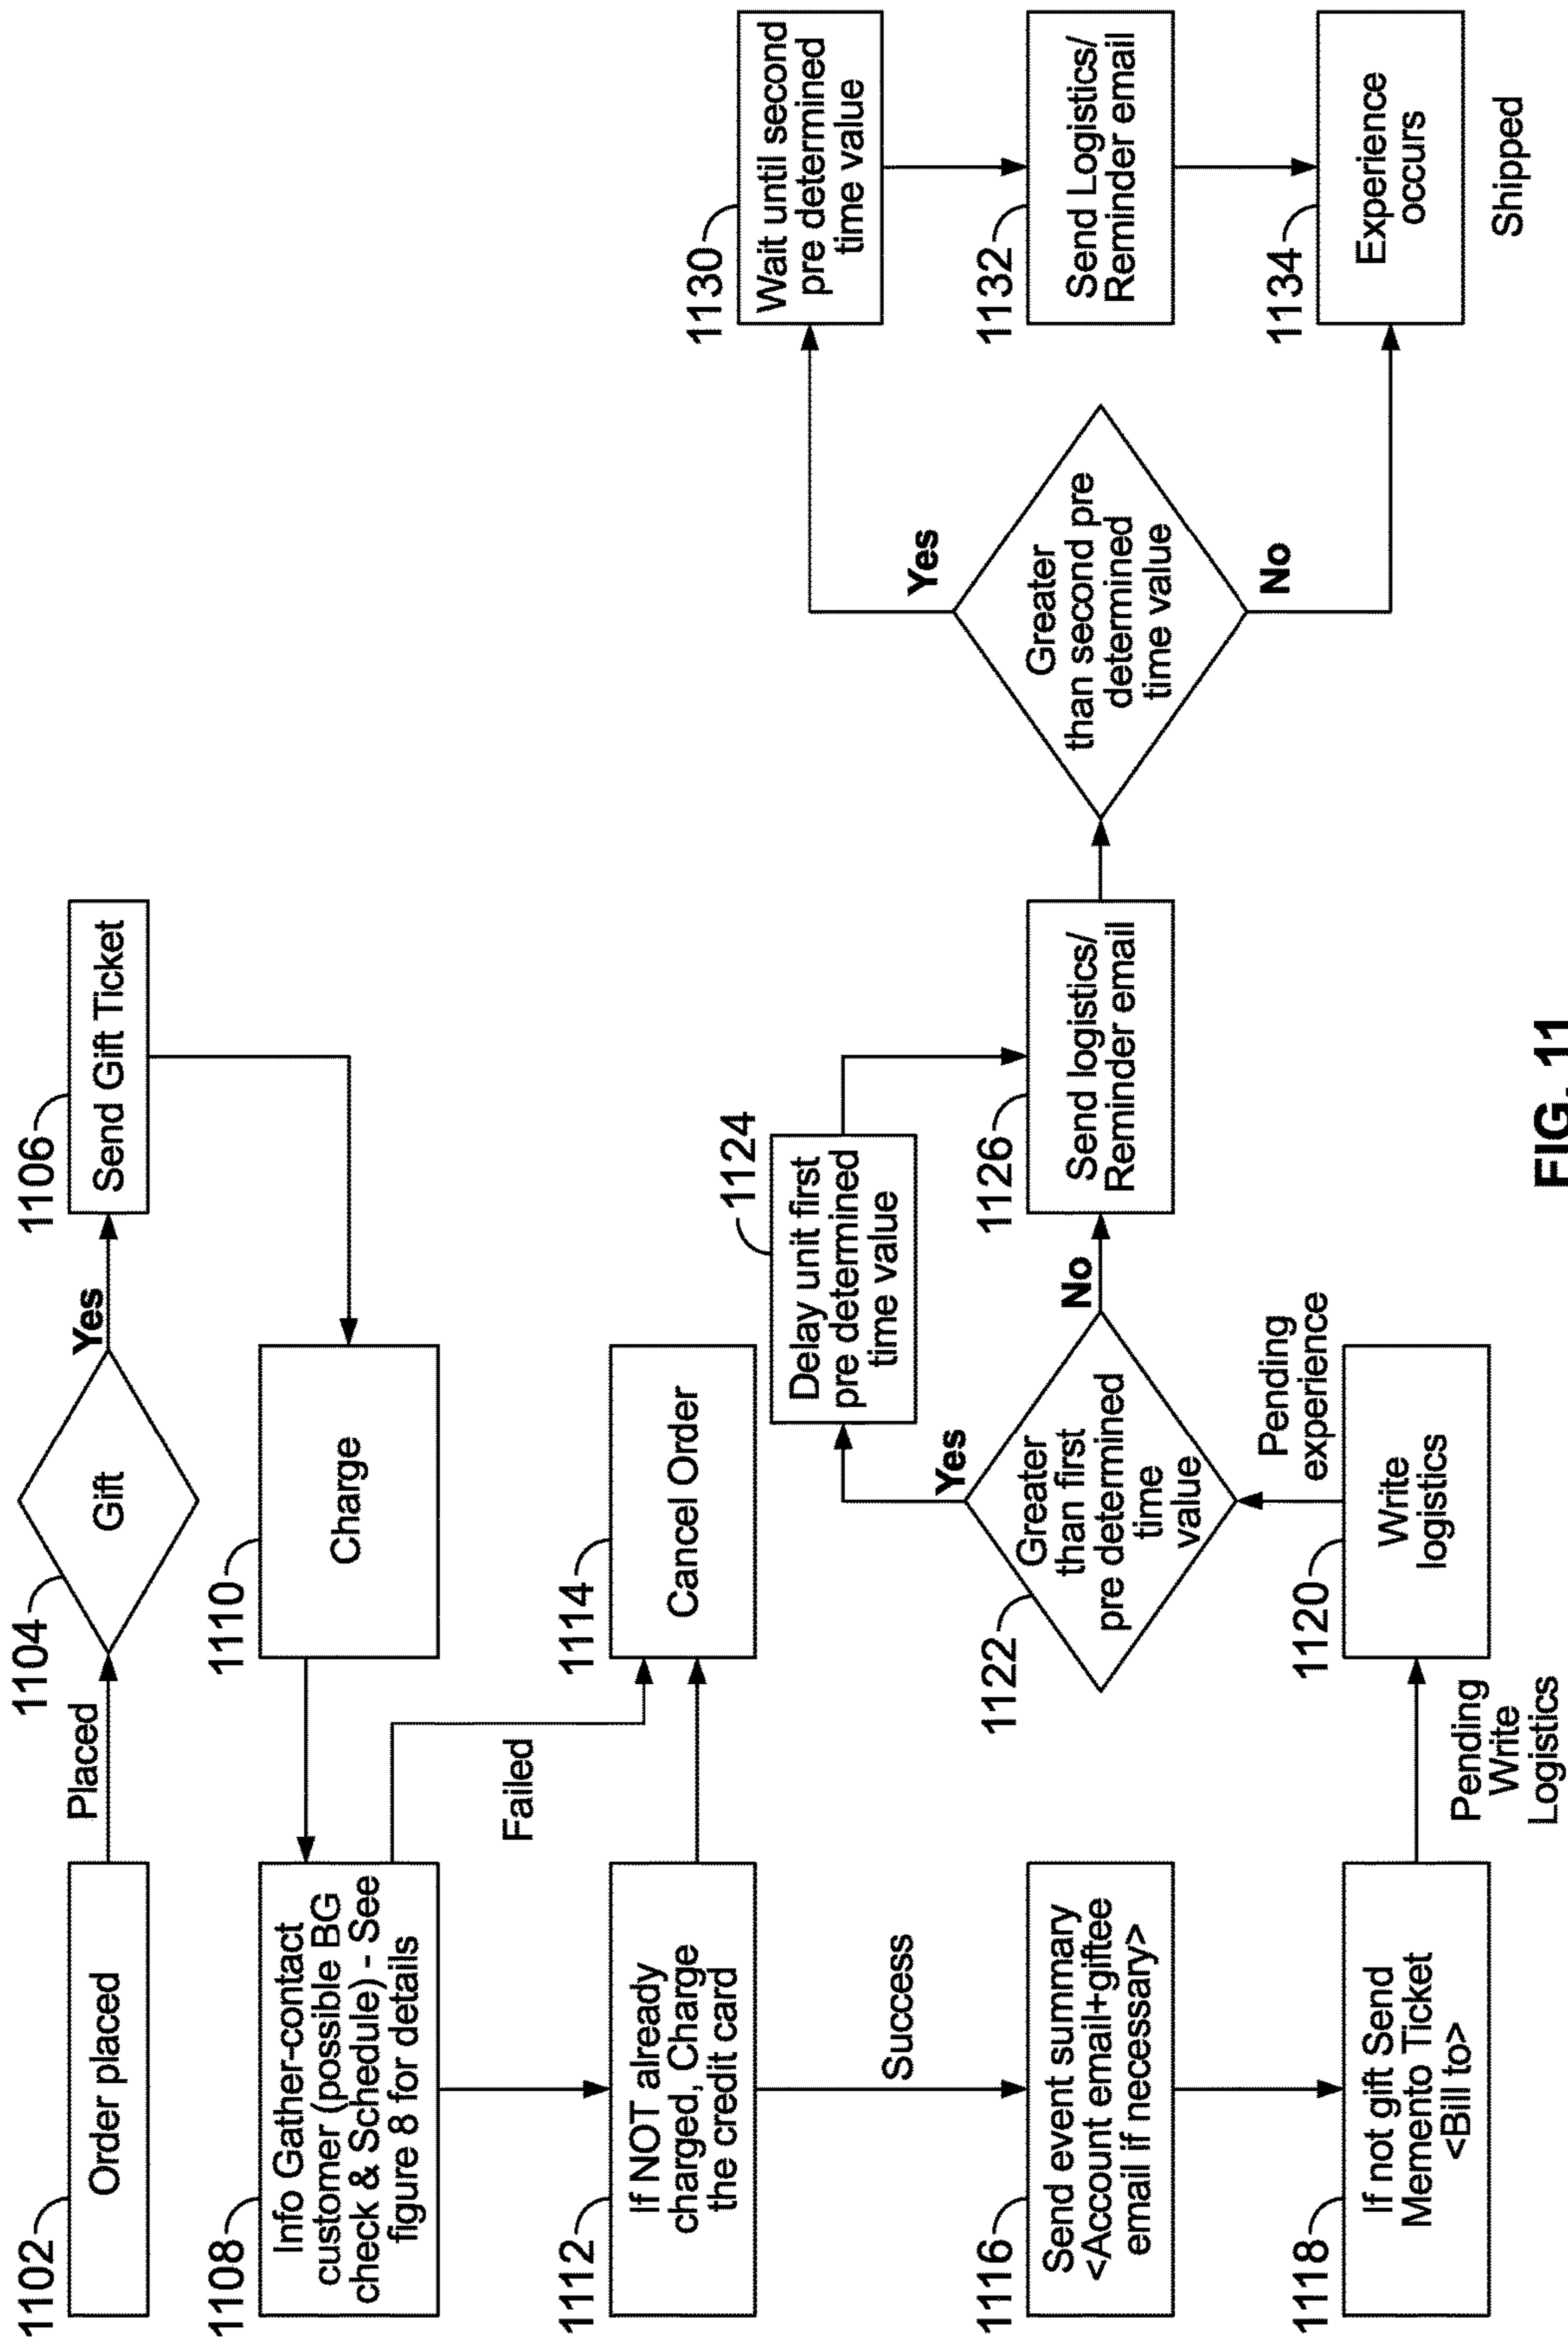 1102
Order placed
Placed
1104
Gift
Yes
1106
Send Gift Ticket
1108
Info Gather-contact
customer (possible BG
check & Schedule) - See
figure 8 for details
1110
Charge
Failed
1112
If NOT already
charged, Charge
the credit card
1114
Cancel Order
Success
1116
Send event summary
<Account email+giftee
email if necessary>
1118
If not gift Send
Memento Ticket
<Bill to>
Pending
Write
Logistics
1120
Write
logistics
Pending
experience
1122
Greater
than first
pre determined
time
value
Yes
No
1124
Delay unit first
pre determined
time value
1126
Send logistics/
Reminder email
Greater
than second pre
determined
time value
Yes
No
1130
Wait until second
pre determined
time value
1132
Send Logistics/
Reminder email
1134
Experience
occurs
Shipped
FIG. 11